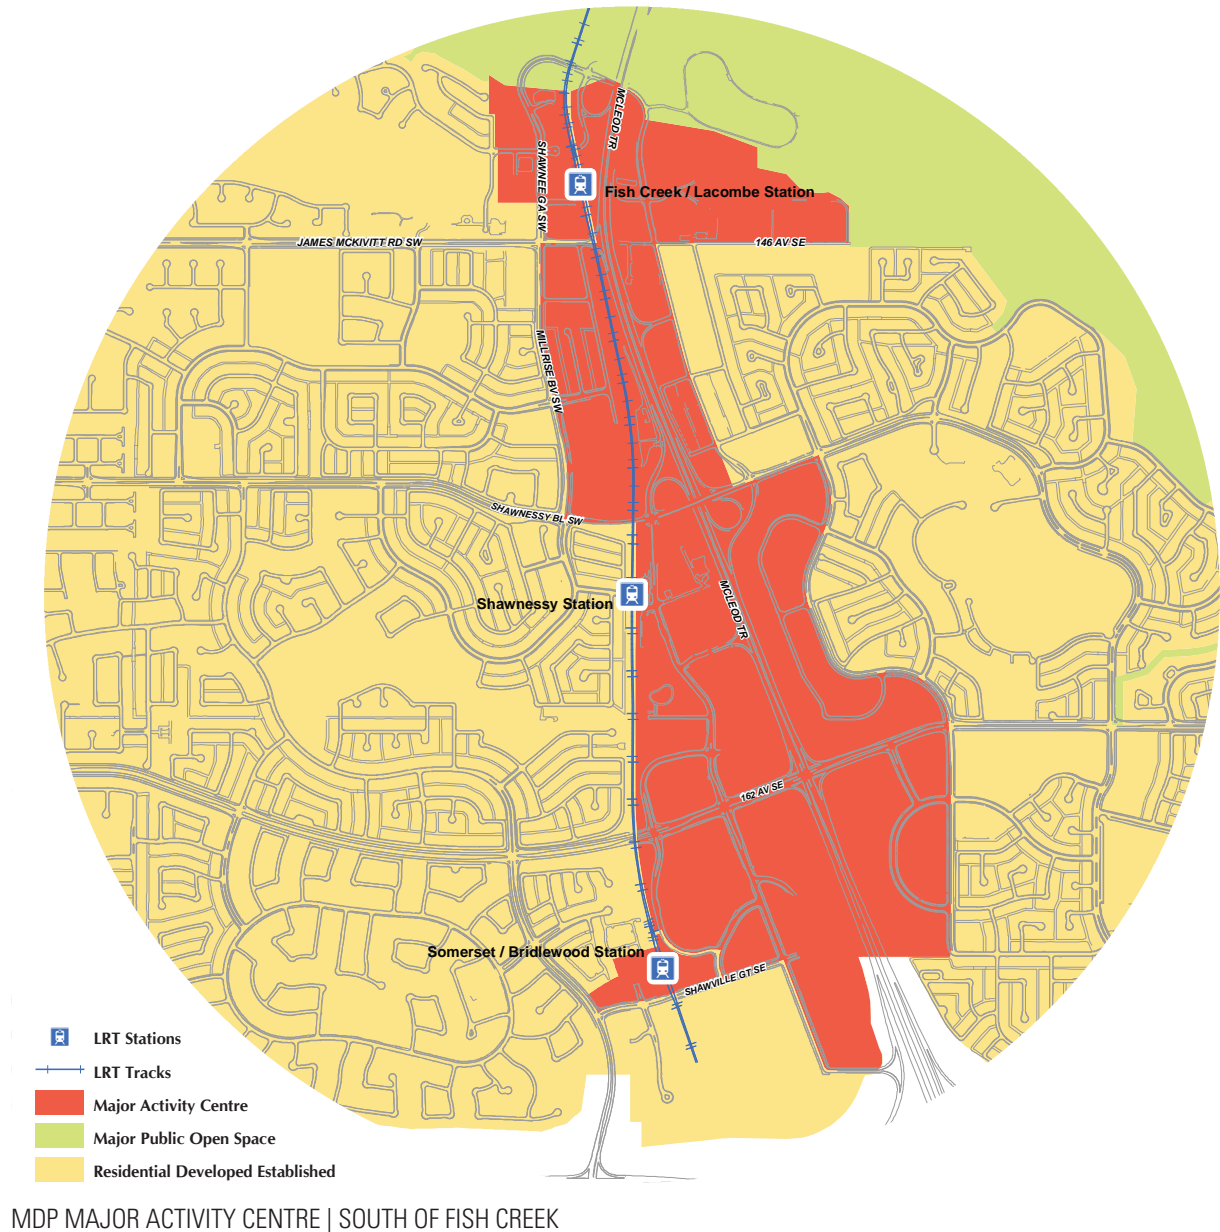 MCLEOD TR
SHAWNEE GA SW
Fish Creek / Lacombe Station
JAMES MCKIVITT RD SW
146 AV SE
MILLRISE BV SW
SHAWNESSY BL SW
Shawnessy Station
MCLEOD TR
162 AV SE
Somerset / Bridlewood Station
SHAWVILLE GT SE
LRT Stations
LRT Tracks
Major Activity Centre
Major Public Open Space
Residential Developed Established
MDP MAJOR ACTIVITY CENTRE | SOUTH OF FISH CREEK